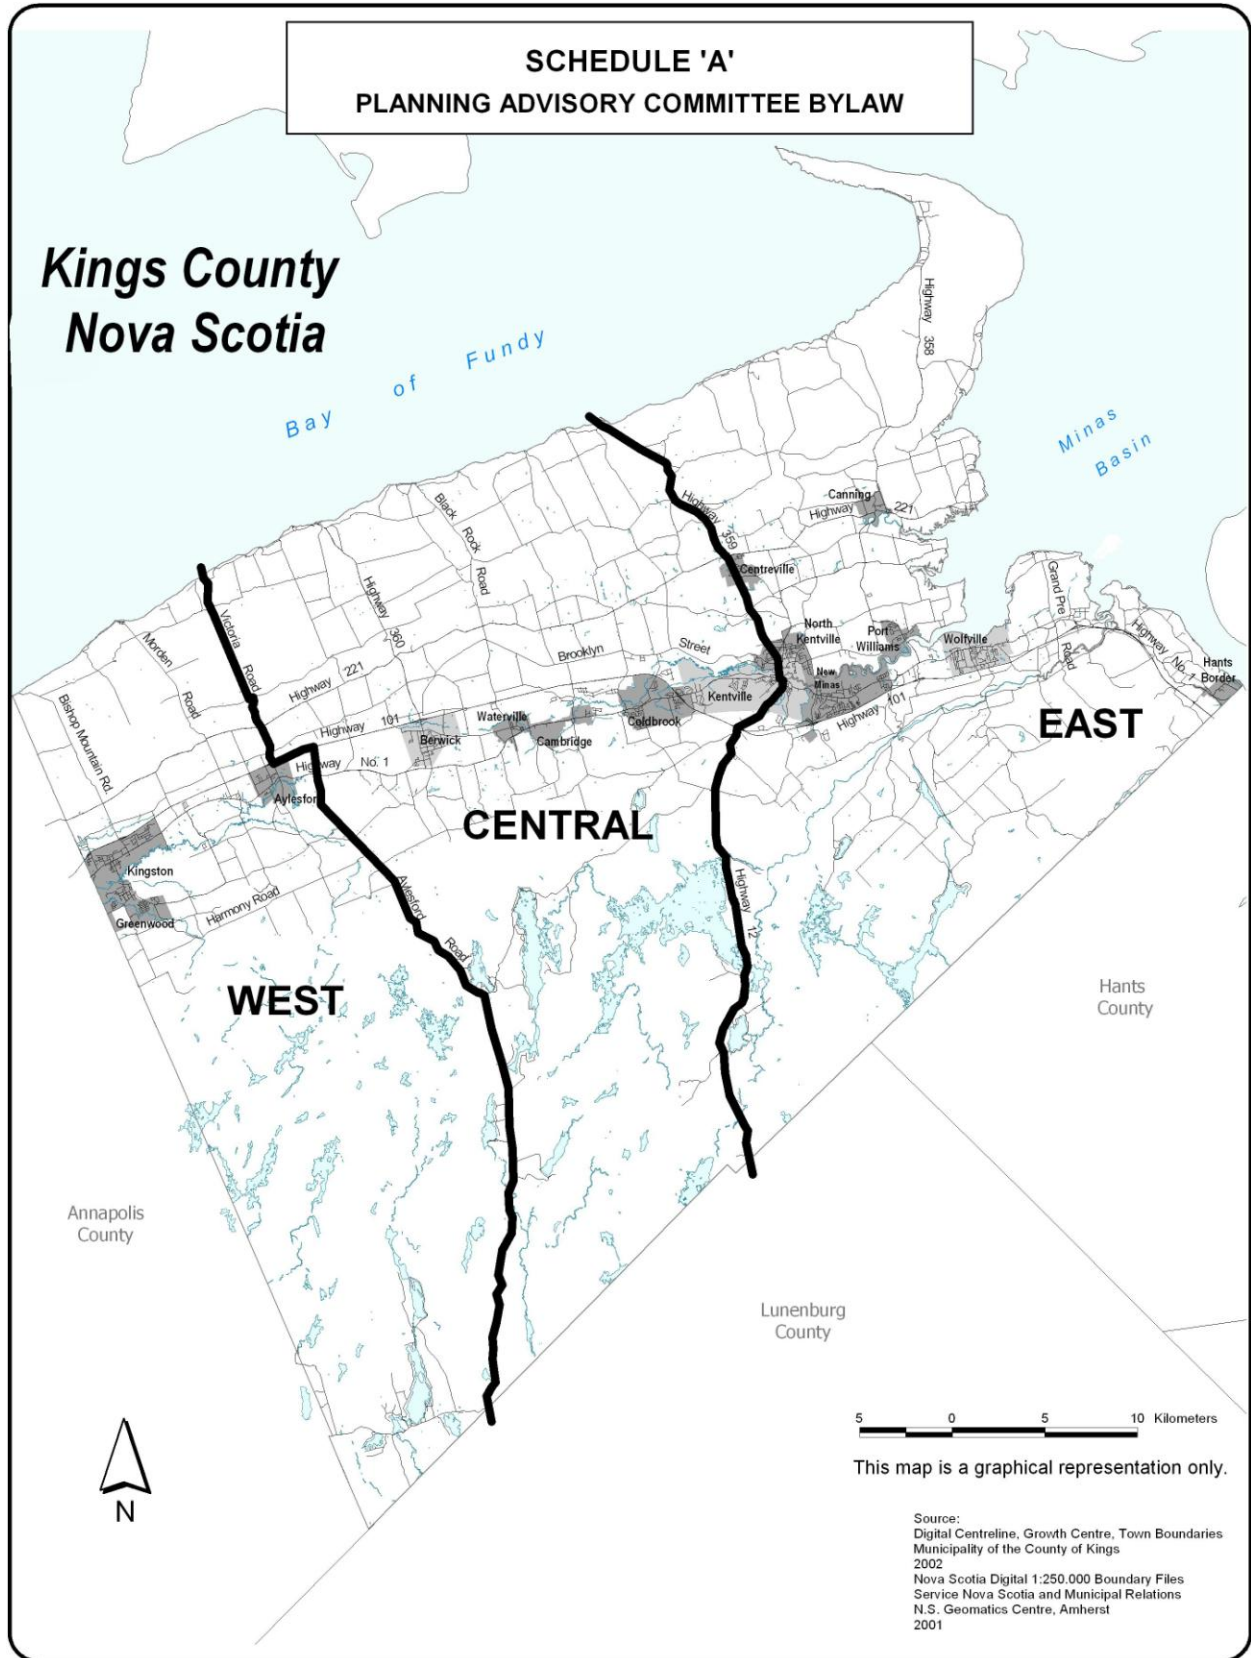 SCHEDULE 'A'
PLANNING ADVISORY COMMITTEE BYLAW
Kings County
Nova Scotia
Bay of Fundy
Minas
Basin
Highway 358
Canning
Highway 221
Highway 359
Centreville
Black Rock Road
Highway 360
Victoria Road
Morden Road
Bishop Mountain Rd.
Highway 221
Brooklyn Street
North
Kentville
Port
Williams
Wolfville
Grand Pre Road
Highway No. 1
Hants
Border
New
Minas
Kentville
Highway 101
Coldbrook
Cambridge
Waterville
Berwick
Highway 101
Highway No. 1
Aylesford
EAST
CENTRAL
Kingston
Greenwood
Harmony Road
Aylesford Road
Highway 12
WEST
Hants
County
Annapolis
County
Lunenburg
County
N
5 0 5 10 Kilometers
This map is a graphical representation only.
Source:
Digital Centreline, Growth Centre, Town Boundaries
Municipality of the County of Kings
2002
Nova Scotia Digital 1:250.000 Boundary Files
Service Nova Scotia and Municipal Relations
N.S. Geomatics Centre, Amherst
2001